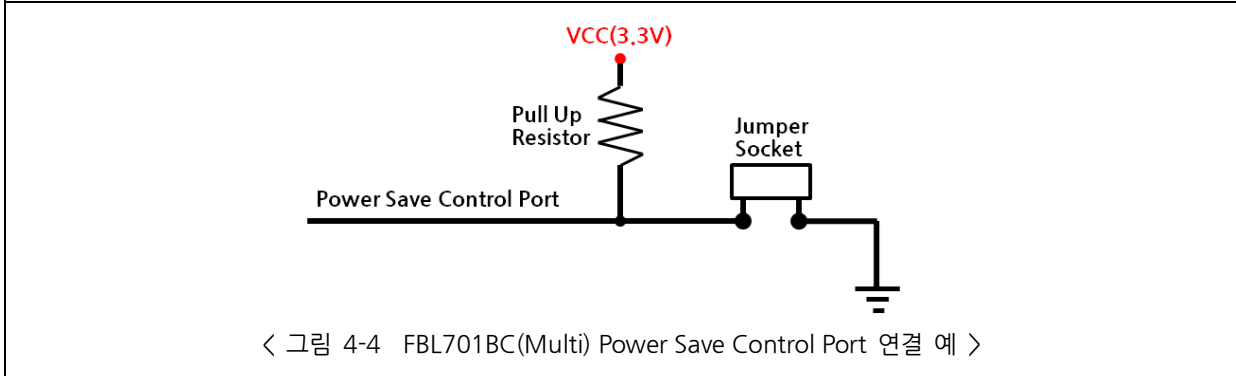 VCC(3.3V)
Pull Up
Resistor
Jumper
Socket
Power Save Control Port
< 그림 4-4 FBL701BC(Multi) Power Save Control Port 연결 예 >